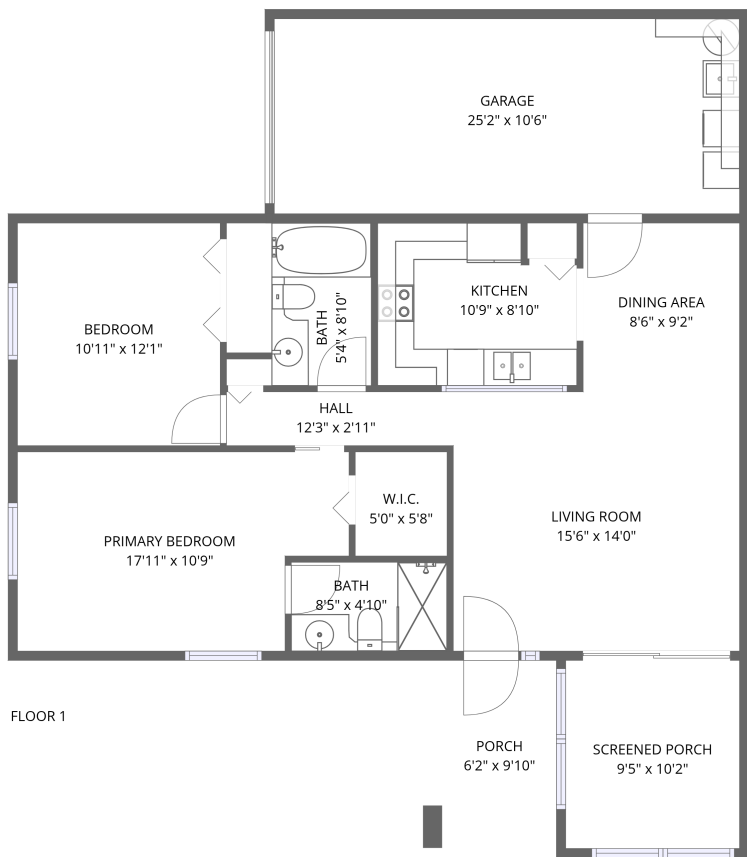 GARAGE
25'2" x 10'6"
BEDROOM
10'11" x 12'1"
BATH
5'4" x 8'10"
KITCHEN
10'9" x 8'10"
DINING AREA
8'6" x 9'2"
HALL
12'3" x 2'11"
W.I.C.
5'0" x 5'8"
LIVING ROOM
15'6" x 14'0"
PRIMARY BEDROOM
17'11" x 10'9"
BATH
8'5" x 4'10"
FLOOR 1
PORCH
6'2" x 9'10"
SCREENED PORCH
9'5" x 10'2"